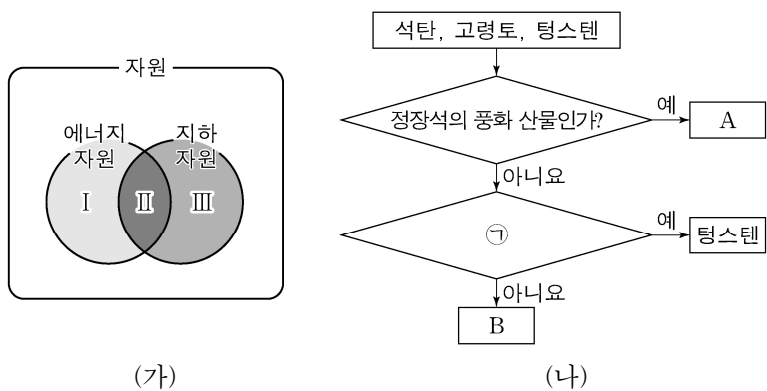 자원
에너지
자원
지하
자원
Ⅰ
Ⅱ
Ⅲ
(가)
석탄, 고령토, 텅스텐
정장석의 풍화 산물인가?
예
A
아니요
㉠
예
텅스텐
아니요
B
(나)